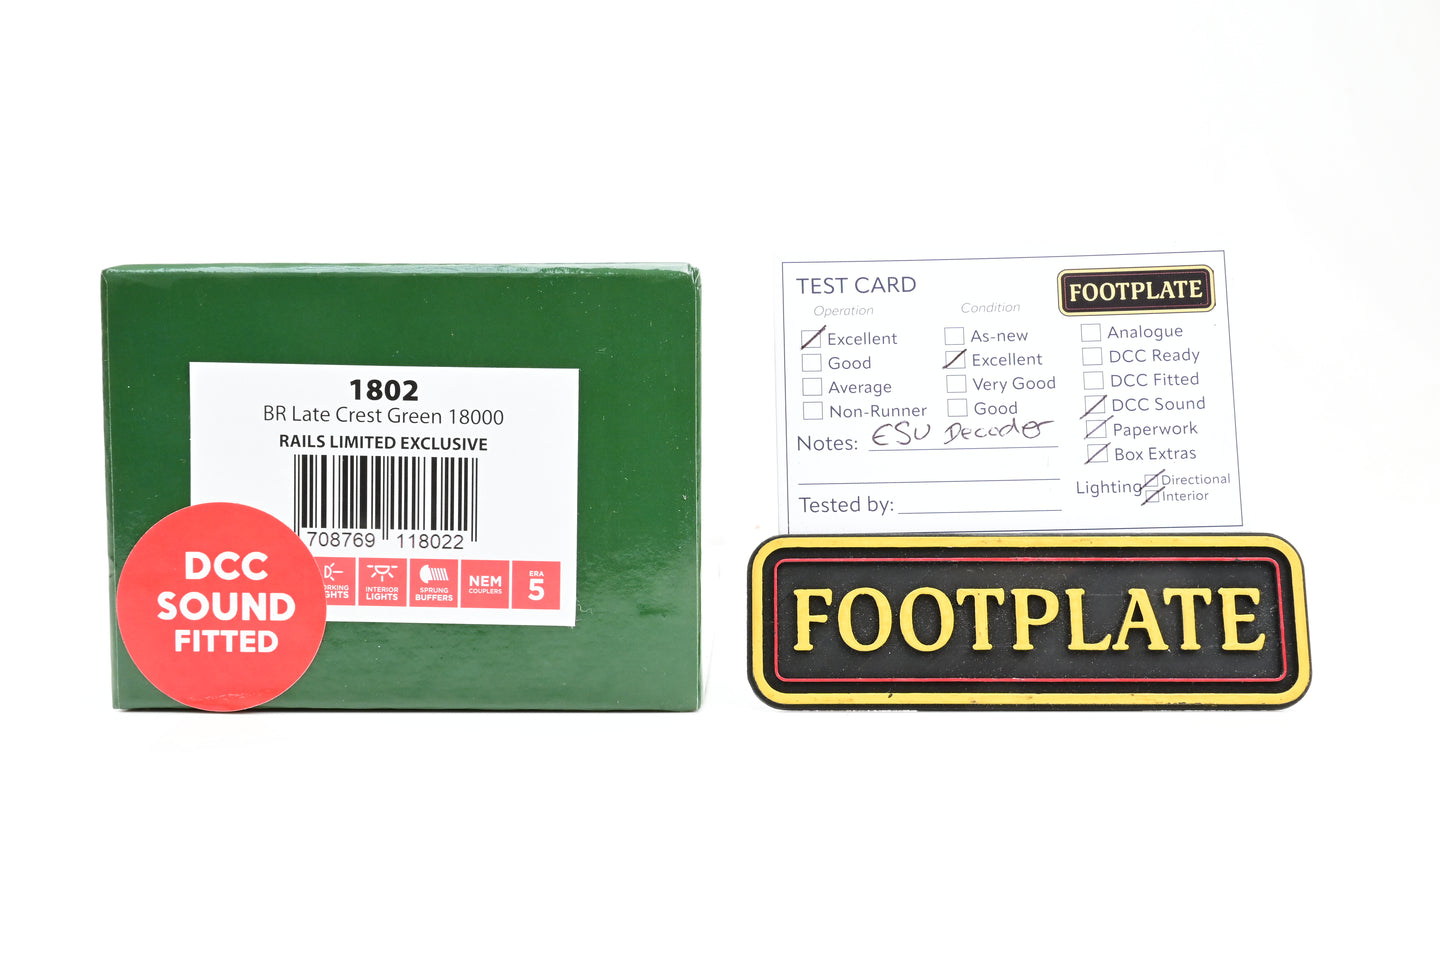 1802
BR Late Crest Green 18000
RAILS LIMITED EXCLUSIVE
708769 118022
DCC
SOUND
FITTED
INTERIOR
LIGHTS
SPRUNG
BUFFERS
NEM
COUPLERS
ERA
5
TEST CARD
FOOTPLATE
Operation
Excellent
Good
Average
Non-Runner
Condition
As-new
Excellent
Very Good
Good
Analogue
DCC Ready
DCC Fitted
DCC Sound
Paperwork
Box Extras
Notes: ESU Decoder
Lighting
Directional
Interior
Tested by:
FOOTPLATE